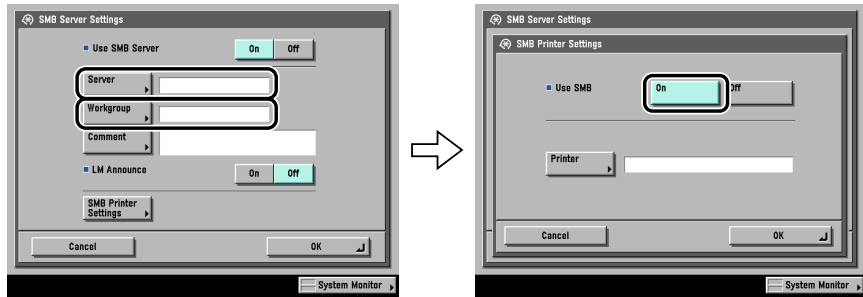 SMB Server Settings
Use SMB Server
On
Off
Server
Workgroup
Comment
LM Announce
On
Off
SMB Printer
Settings
Cancel
OK
System Monitor
SMB Server Settings
SMB Printer Settings
Use SMB
On
Off
Printer
Cancel
OK
System Monitor